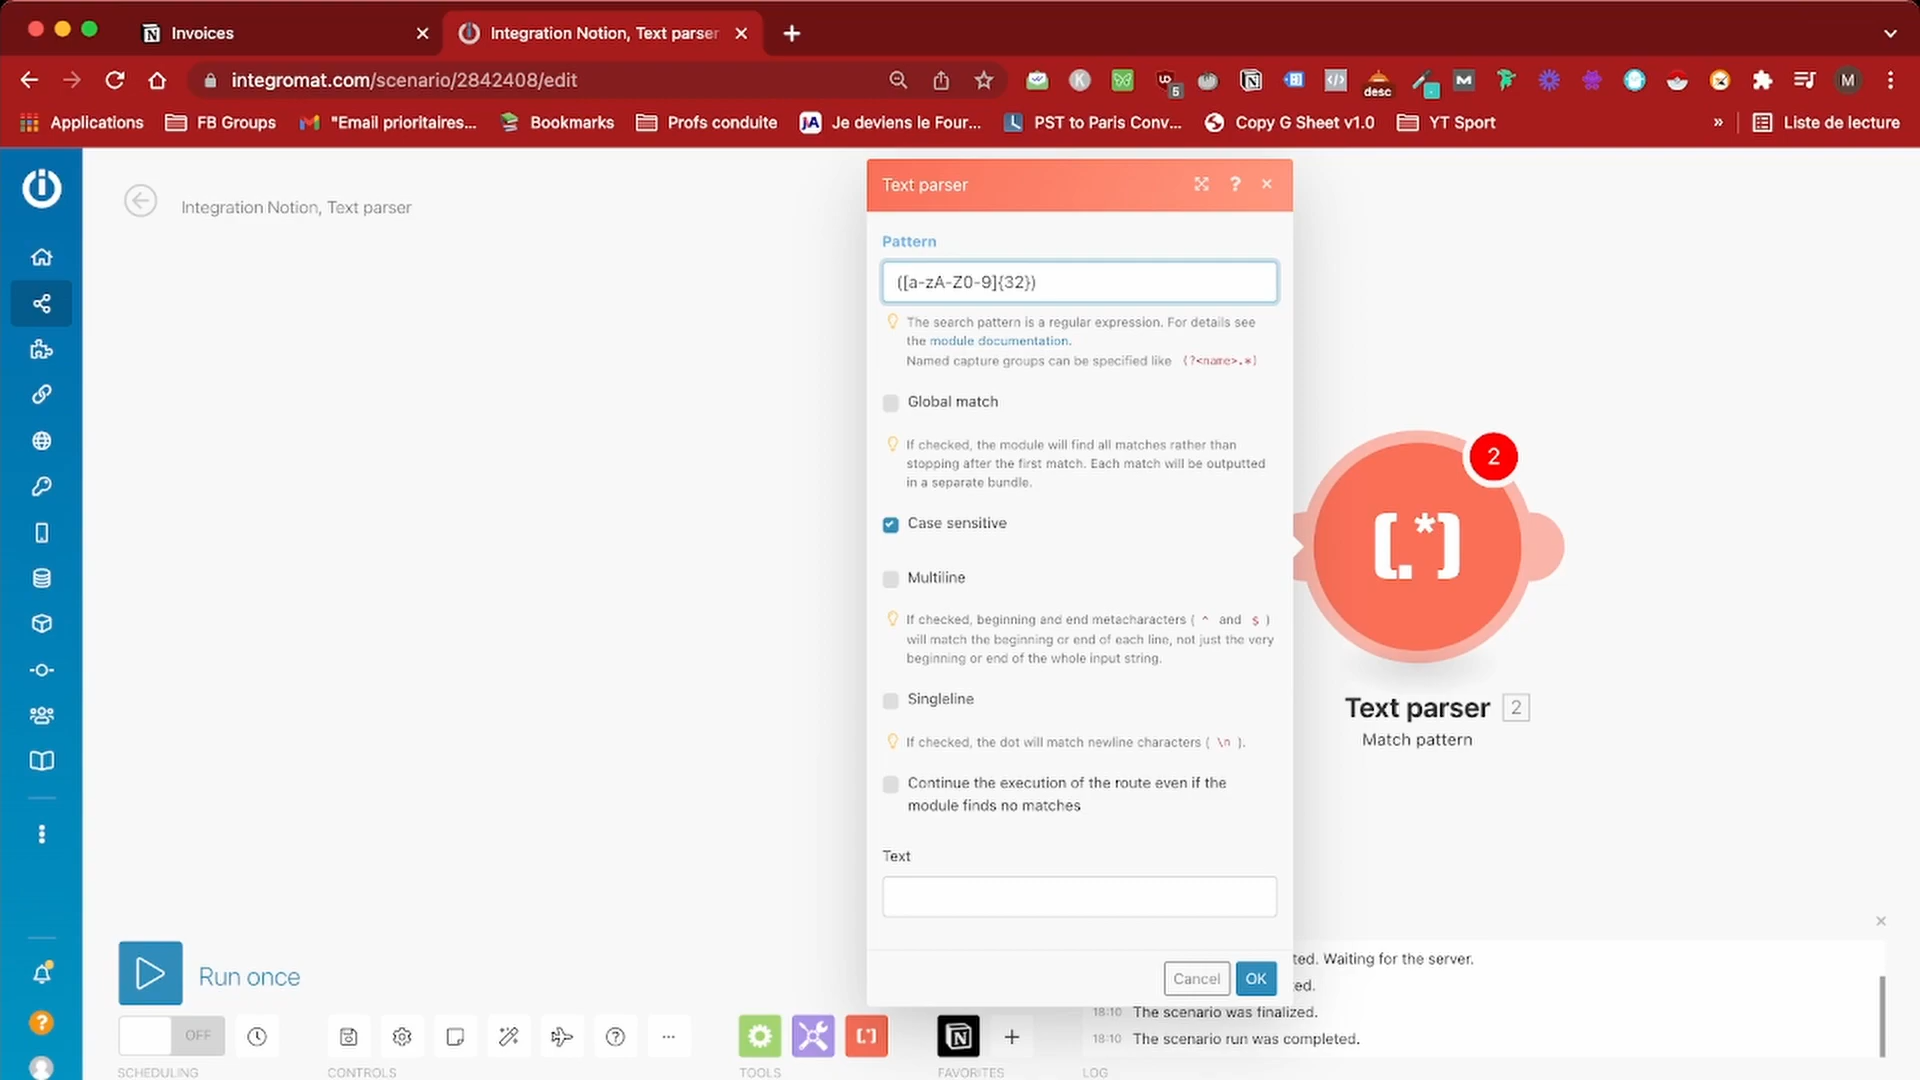 Invoices
Integration Notion, Text parser
integromat.com/scenario/2842408/edit
5
desc
M
Applications
FB Groups
"Email prioritaires...
Bookmarks
Profs conduite
Je deviens le Four...
PST to Paris Conv...
Copy G Sheet v1.0
YT Sport
»
Liste de lecture
Integration Notion, Text parser
Text parser
Pattern
([a-zA-Z0-9]{32})
The search pattern is a regular expression. For details see
the module documentation.
Named capture groups can be specified like (?<name>.*)
Global match
If checked, the module will find all matches rather than
stopping after the first match. Each match will be outputted
in a separate bundle.
Case sensitive
Multiline
If checked, beginning and end metacharacters ( ^ and $ )
will match the beginning or end of each line, not just the very
beginning or end of the whole input string.
Singleline
If checked, the dot will match newline characters ( \n ).
Continue the execution of the route even if the
module finds no matches
Text
Cancel
OK
2
Text parser 2
Match pattern
Run once
OFF
SCHEDULING
CONTROLS
TOOLS
FAVORITES
LOG
ted. Waiting for the server.
ed.
18:10 The scenario was finalized.
18:10 The scenario run was completed.